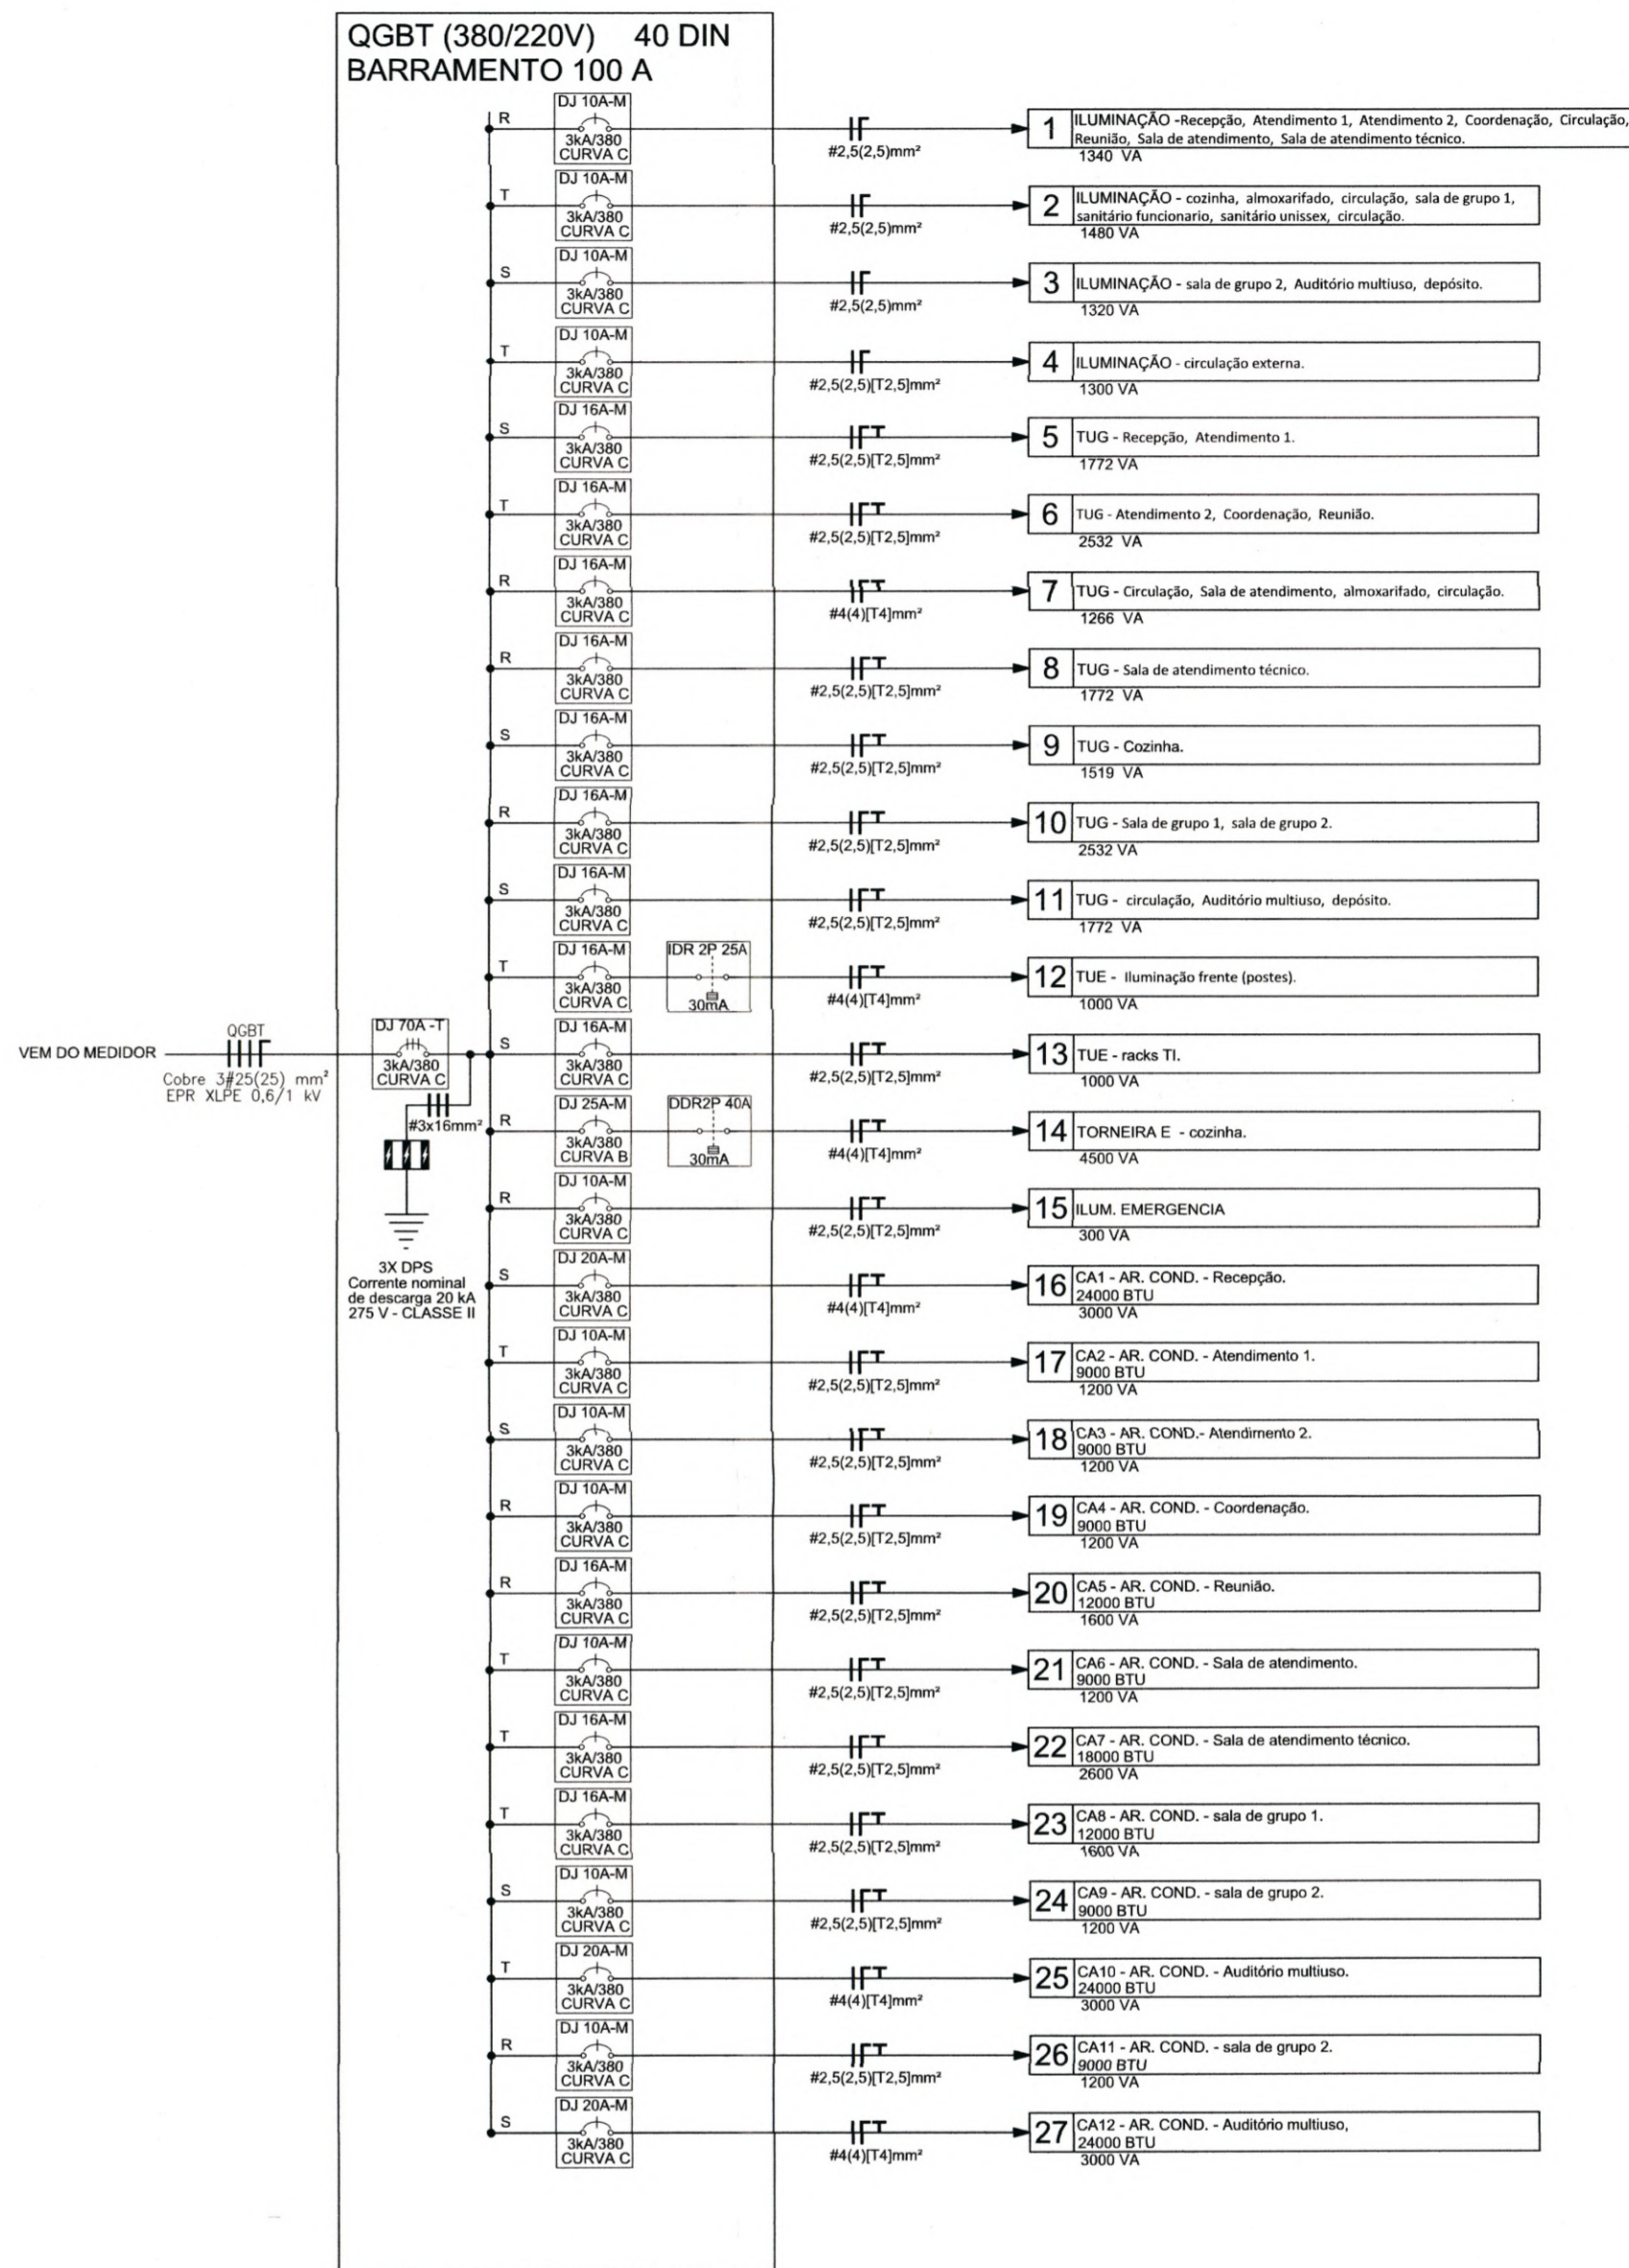 QGBT (380/220V) 40 DIN
BARRAMENTO 100 A
VEM DO MEDIDOR
QGBT
Cobre 3#25(25) mm²
EPR XLPE 0,6/1 kV
DJ 70A -T
3kA/380
CURVA C
#3x16mm²
3X DPS
Corrente nominal
de descarga 20 kA
275 V - CLASSE II
R
DJ 10A-M
3kA/380
CURVA C
#2,5(2,5)mm²
1
ILUMINAÇÃO -Recepção, Atendimento 1, Atendimento 2, Coordenação, Circulação,
Reunião, Sala de atendimento, Sala de atendimento técnico.
1340 VA
T
DJ 10A-M
3kA/380
CURVA C
#2,5(2,5)mm²
2
ILUMINAÇÃO - cozinha, almoxarifado, circulação, sala de grupo 1,
sanitário funcionario, sanitário unissex, circulação.
1480 VA
S
DJ 10A-M
3kA/380
CURVA C
#2,5(2,5)mm²
3
ILUMINAÇÃO - sala de grupo 2, Auditório multiuso, depósito.
1320 VA
T
DJ 10A-M
3kA/380
CURVA C
#2,5(2,5)[T2,5]mm²
4
ILUMINAÇÃO - circulação externa.
1300 VA
S
DJ 16A-M
3kA/380
CURVA C
#2,5(2,5)[T2,5]mm²
5
TUG - Recepção, Atendimento 1.
1772 VA
T
DJ 16A-M
3kA/380
CURVA C
#2,5(2,5)[T2,5]mm²
6
TUG - Atendimento 2, Coordenação, Reunião.
2532 VA
R
DJ 16A-M
3kA/380
CURVA C
#4(4)[T4]mm²
7
TUG - Circulação, Sala de atendimento, almoxarifado, circulação.
1266 VA
R
DJ 16A-M
3kA/380
CURVA C
#2,5(2,5)[T2,5]mm²
8
TUG - Sala de atendimento técnico.
1772 VA
S
DJ 16A-M
3kA/380
CURVA C
#2,5(2,5)[T2,5]mm²
9
TUG - Cozinha.
1519 VA
R
DJ 16A-M
3kA/380
CURVA C
#2,5(2,5)[T2,5]mm²
10
TUG - Sala de grupo 1, sala de grupo 2.
2532 VA
S
DJ 16A-M
3kA/380
CURVA C
#2,5(2,5)[T2,5]mm²
11
TUG - circulação, Auditório multiuso, depósito.
1772 VA
T
DJ 16A-M
3kA/380
CURVA C
IDR 2P 25A
30mA
#4(4)[T4]mm²
12
TUE - Iluminação frente (postes).
1000 VA
S
DJ 16A-M
3kA/380
CURVA C
#2,5(2,5)[T2,5]mm²
13
TUE - racks TI.
1000 VA
R
DJ 25A-M
3kA/380
CURVA B
DDR2P 40A
30mA
#4(4)[T4]mm²
14
TORNEIRA E - cozinha.
4500 VA
R
DJ 10A-M
3kA/380
CURVA C
#2,5(2,5)[T2,5]mm²
15
ILUM. EMERGENCIA
300 VA
S
DJ 20A-M
3kA/380
CURVA C
#4(4)[T4]mm²
16
CA1 - AR. COND. - Recepção.
24000 BTU
3000 VA
T
DJ 10A-M
3kA/380
CURVA C
#2,5(2,5)[T2,5]mm²
17
CA2 - AR. COND. - Atendimento 1.
9000 BTU
1200 VA
S
DJ 10A-M
3kA/380
CURVA C
#2,5(2,5)[T2,5]mm²
18
CA3 - AR. COND.- Atendimento 2.
9000 BTU
1200 VA
R
DJ 10A-M
3kA/380
CURVA C
#2,5(2,5)[T2,5]mm²
19
CA4 - AR. COND. - Coordenação.
9000 BTU
1200 VA
R
DJ 16A-M
3kA/380
CURVA C
#2,5(2,5)[T2,5]mm²
20
CA5 - AR. COND. - Reunião.
12000 BTU
1600 VA
T
DJ 10A-M
3kA/380
CURVA C
#2,5(2,5)[T2,5]mm²
21
CA6 - AR. COND. - Sala de atendimento.
9000 BTU
1200 VA
T
DJ 16A-M
3kA/380
CURVA C
#2,5(2,5)[T2,5]mm²
22
CA7 - AR. COND. - Sala de atendimento técnico.
18000 BTU
2600 VA
T
DJ 16A-M
3kA/380
CURVA C
#2,5(2,5)[T2,5]mm²
23
CA8 - AR. COND. - sala de grupo 1.
12000 BTU
1600 VA
S
DJ 10A-M
3kA/380
CURVA C
#2,5(2,5)[T2,5]mm²
24
CA9 - AR. COND. - sala de grupo 2.
9000 BTU
1200 VA
T
DJ 20A-M
3kA/380
CURVA C
#4(4)[T4]mm²
25
CA10 - AR. COND. - Auditório multiuso.
24000 BTU
3000 VA
R
DJ 10A-M
3kA/380
CURVA C
#2,5(2,5)[T2,5]mm²
26
CA11 - AR. COND. - sala de grupo 2.
9000 BTU
1200 VA
S
DJ 20A-M
3kA/380
CURVA C
#4(4)[T4]mm²
27
CA12 - AR. COND. - Auditório multiuso,
24000 BTU
3000 VA